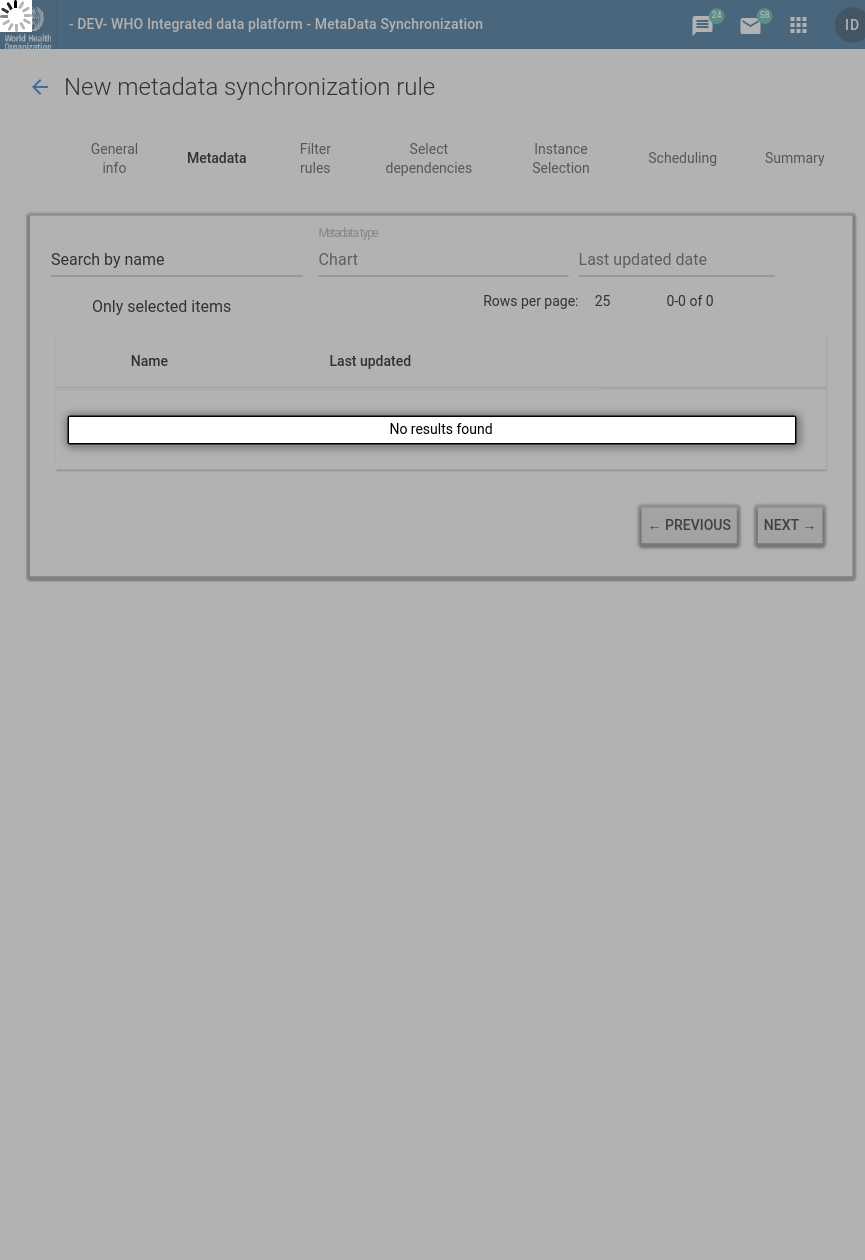 World Health
Organization
- DEV- WHO Integrated data platform - MetaData Synchronization
24
58
ID
New metadata synchronization rule
General
info
Metadata
Filter
rules
Select
dependencies
Instance
Selection
Scheduling
Summary
Metadata type
Search by name
Chart
Last updated date
Only selected items
Rows per page: 25 0-0 of 0
Name Last updated
No results found
← PREVIOUS
NEXT →